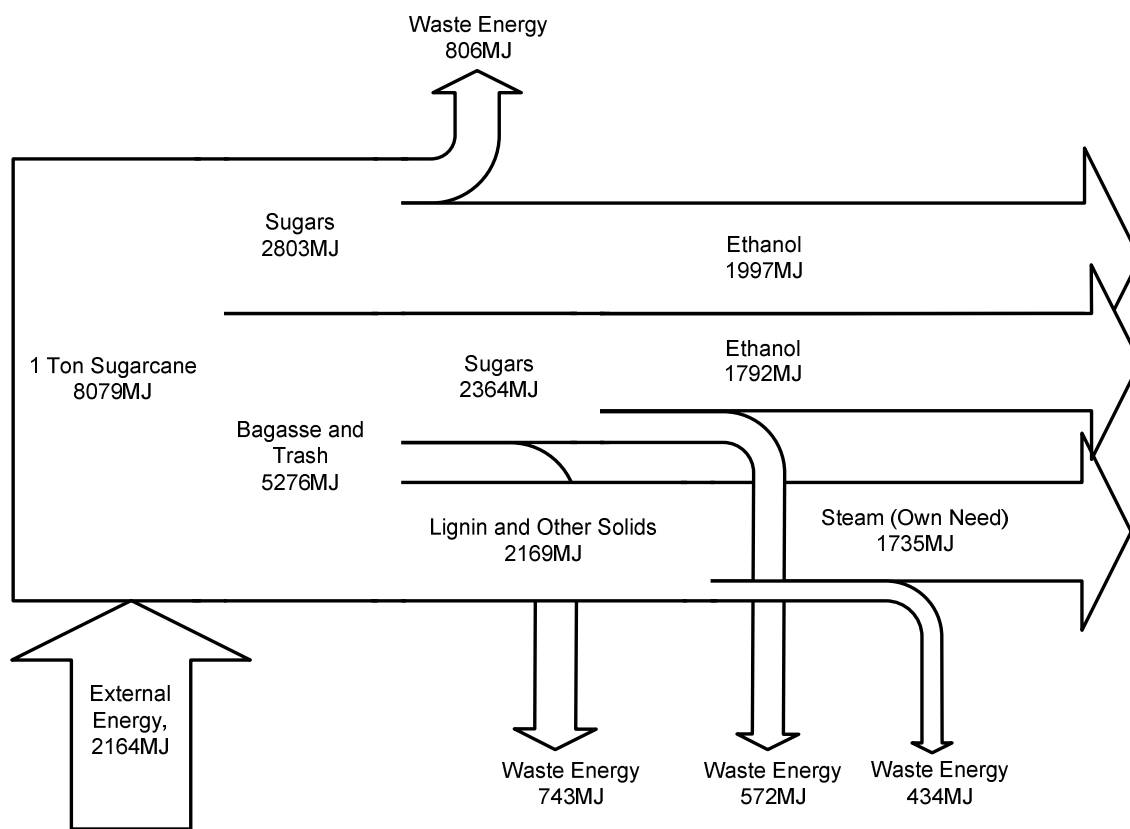 Waste Energy
806MJ
Sugars
2803MJ
Ethanol
1997MJ
1 Ton Sugarcane
8079MJ
Sugars
2364MJ
Ethanol
1792MJ
Bagasse and
Trash
5276MJ
Lignin and Other Solids
2169MJ
Steam (Own Need)
1735MJ
External
Energy,
2164MJ
Waste Energy
743MJ
Waste Energy
572MJ
Waste Energy
434MJ